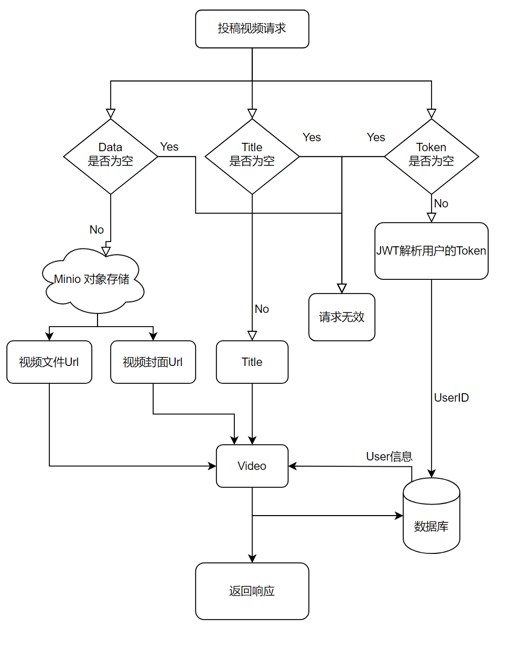 投稿视频请求
Data
是否为空
Yes
Title
是否为空
Yes
Yes
Token
是否为空
No
No
JWT解析用户的Token
Minio 对象存储
No
请求无效
视频文件Url
视频封面Url
Title
UserID
User信息
Video
数据库
返回响应